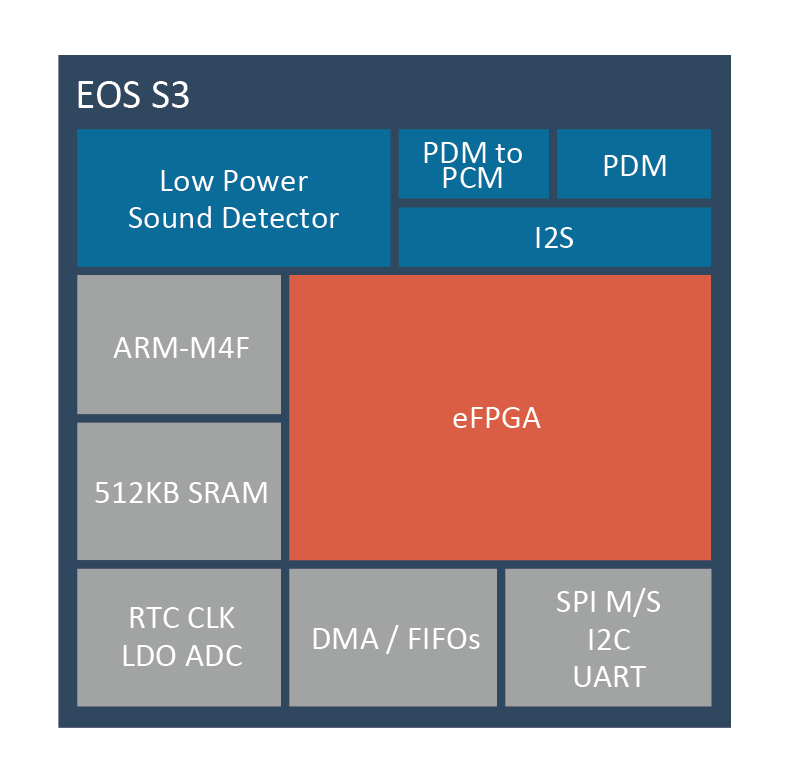 EOS S3
Low Power
Sound Detector
PDM to
PCM
PDM
I2S
ARM-M4F
eFPGA
512KB SRAM
RTC CLK
LDO ADC
DMA / FIFOs
SPI M/S
I2C
UART